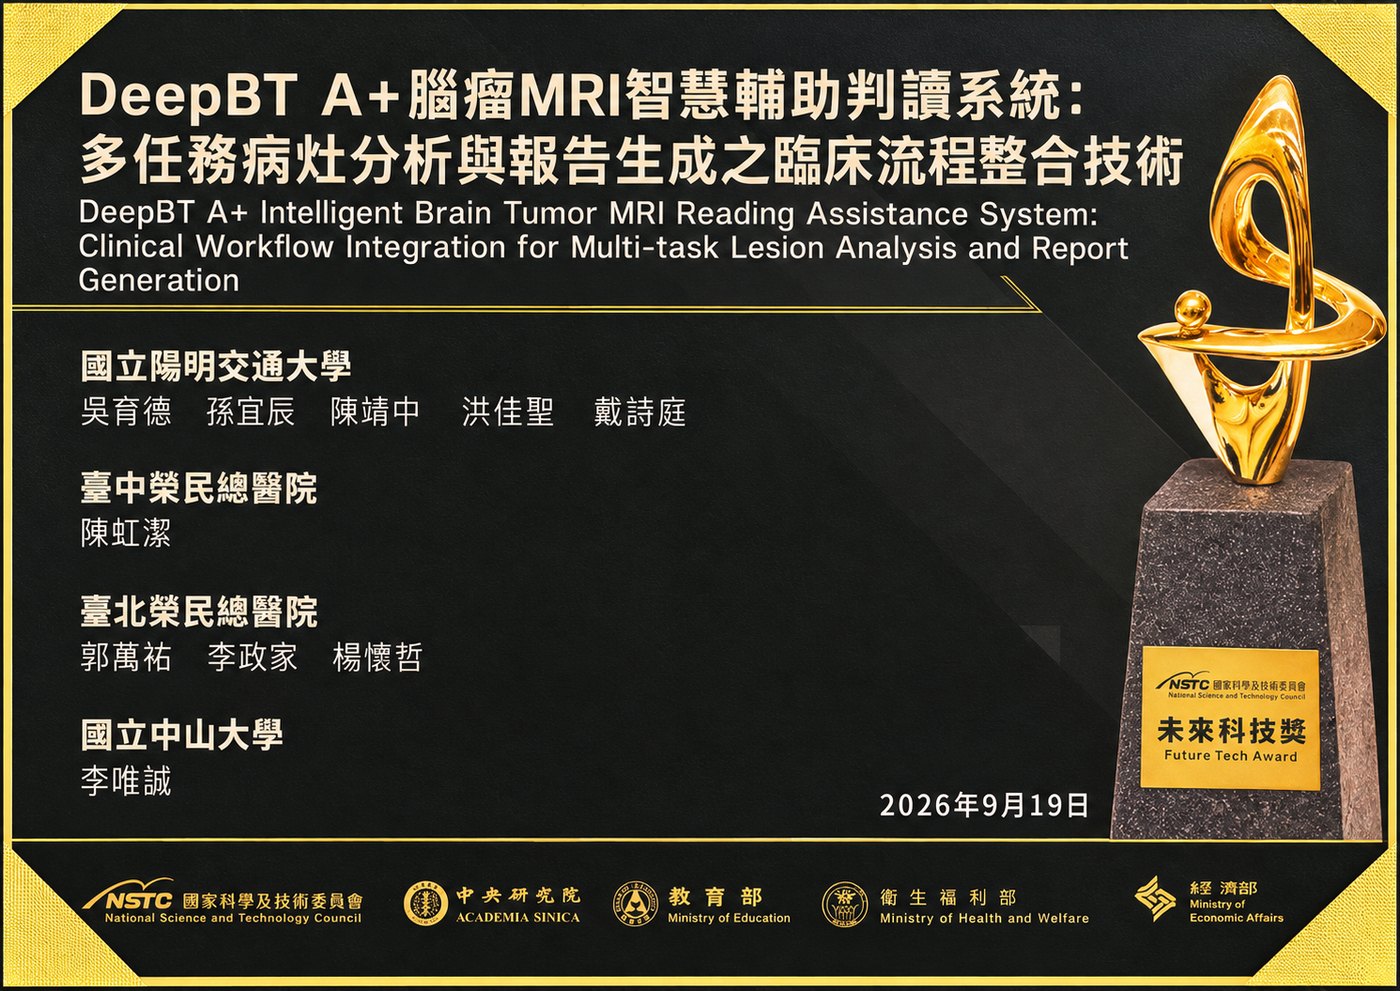 DeepBT A+腦瘤MRI智慧輔助判讀系統：
多任務病灶分析與報告生成之臨床流程整合技術
DeepBT A+ Intelligent Brain Tumor MRI Reading Assistance System:
Clinical Workflow Integration for Multi-task Lesion Analysis and Report
Generation
國立陽明交通大學
吳育德 孫宜辰 陳靖中 洪佳聖 戴詩庭
臺中榮民總醫院
陳虹潔
臺北榮民總醫院
郭萬祐 李政家 楊懷哲
國立中山大學
李唯誠
2026年9月19日
NSTC 國家科學及技術委員會
National Science and Technology Council
未來科技獎
Future Tech Award
NSTC 國家科學及技術委員會
National Science and Technology Council
中央研究院
ACADEMIA SINICA
教育部
Ministry of Education
衛生福利部
Ministry of Health and Welfare
經濟部
Ministry of
Economic Affairs